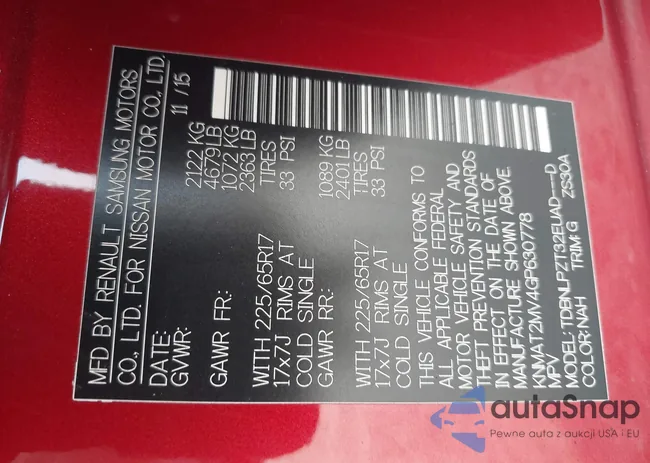 MFD BY RENAULT SAMSUNG MOTORS
CO., LTD. FOR NISSAN MOTOR CO., LTD.
DATE: 11 / 15
GVWR: 2122 KG
4679 LB
GAWR FR: 1072 KG
2363 LB
WITH 225/65R17 TIRES
17x7J RIMS AT 33 PSI
COLD SINGLE
GAWR RR: 1089 KG
2401 LB
WITH 225/65R17 TIRES
17x7J RIMS AT 33 PSI
COLD SINGLE
THIS VEHICLE CONFORMS TO
ALL APPLICABLE FEDERAL
MOTOR VEHICLE SAFETY AND
THEFT PREVENTION STANDARDS
IN EFFECT ON THE DATE OF
MANUFACTURE SHOWN ABOVE.
KNMAT2MV4GP630778
MPV
MODEL: TDBNLPZT32EUAD----D
COLOR: NAH TRIM: G ZS30A
autaSnap
Pewne auta z aukcji USA i EU